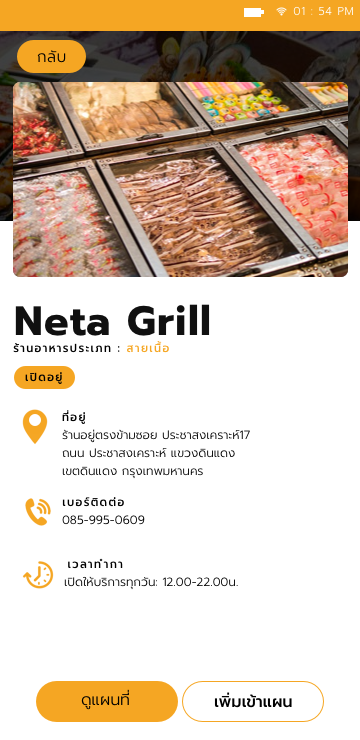 01 : 54 PM
กลับ
Neta Grill
ร้านอาหารประเภท : สายเนื้อ
เปิดอยู่
ที่อยู่
ร้านอยู่ตรงข้ามซอย ประชาสงเคราะห์17
ถนน ประชาสงเคราะห์ แขวงดินแดง
เขตดินแดง กรุงเทพมหานคร
เบอร์ติดต่อ
085-995-0609
เวลาทำกา
เปิดให้บริการทุกวัน: 12.00-22.00น.
ดูแผนที่
เพิ่มเข้าแผน